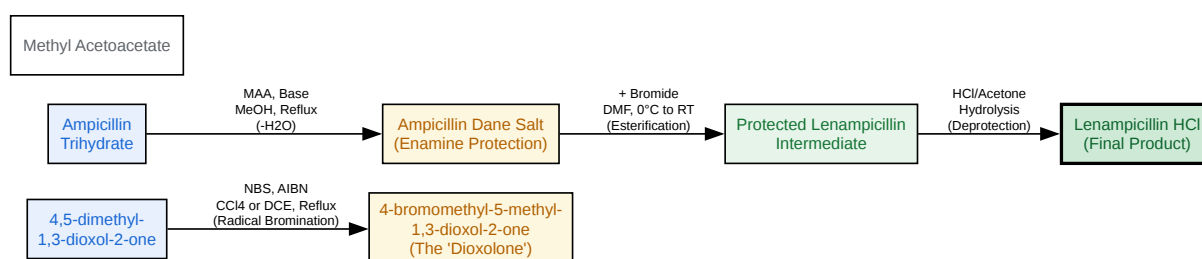 Methyl Acetoacetate
MAA, Base
MeOH, Reflux
(-H2O)
+ Bromide
DMF, 0°C to RT
(Esterification)
HCl/Acetone
Hydrolysis
(Deprotection)
Ampicillin
Trihydrate
Ampicillin Dane Salt
(Enamine Protection)
Protected Lenampicillin
Intermediate
Lenampicillin HCl
(Final Product)
NBS, AIBN
CCl4 or DCE, Reflux
(Radical Bromination)
4,5-dimethyl-
1,3-dioxol-2-one
4-bromomethyl-5-methyl-
1,3-dioxol-2-one
(The 'Dioxolone')